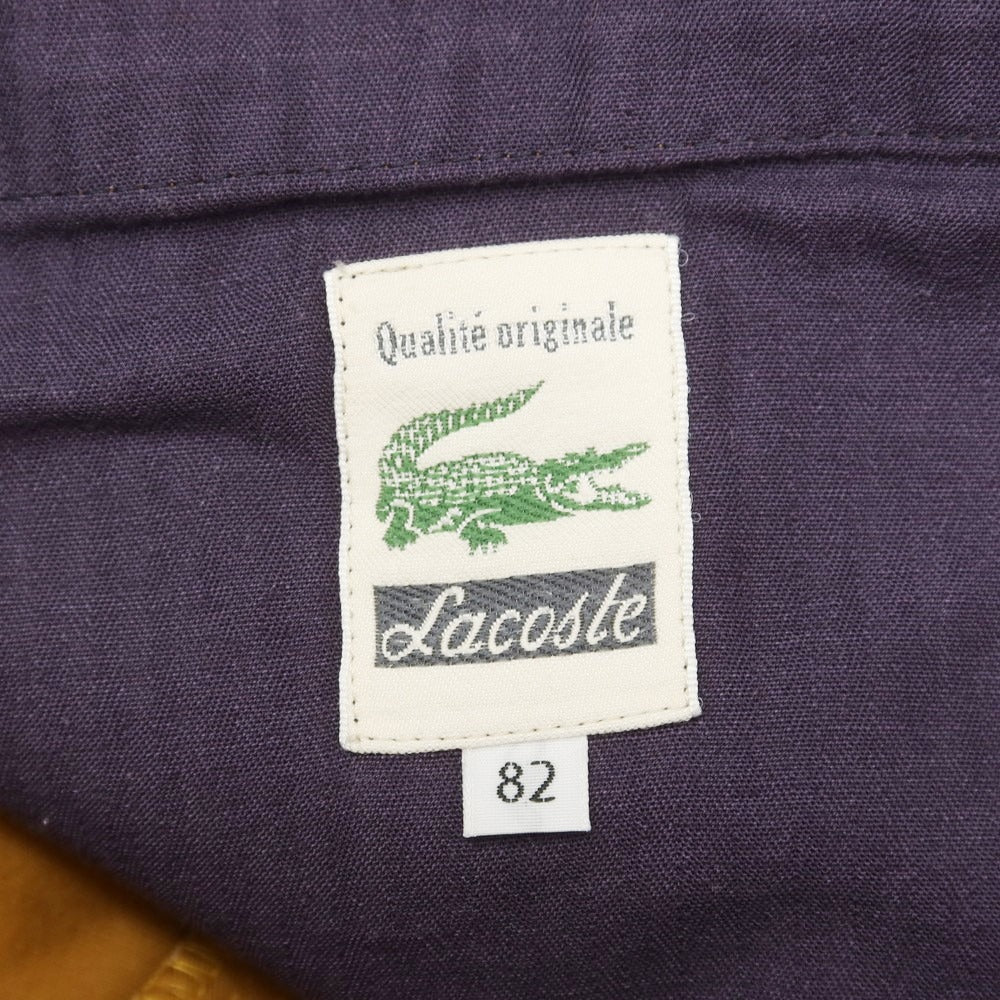 Qualité originale
Lacoste
82